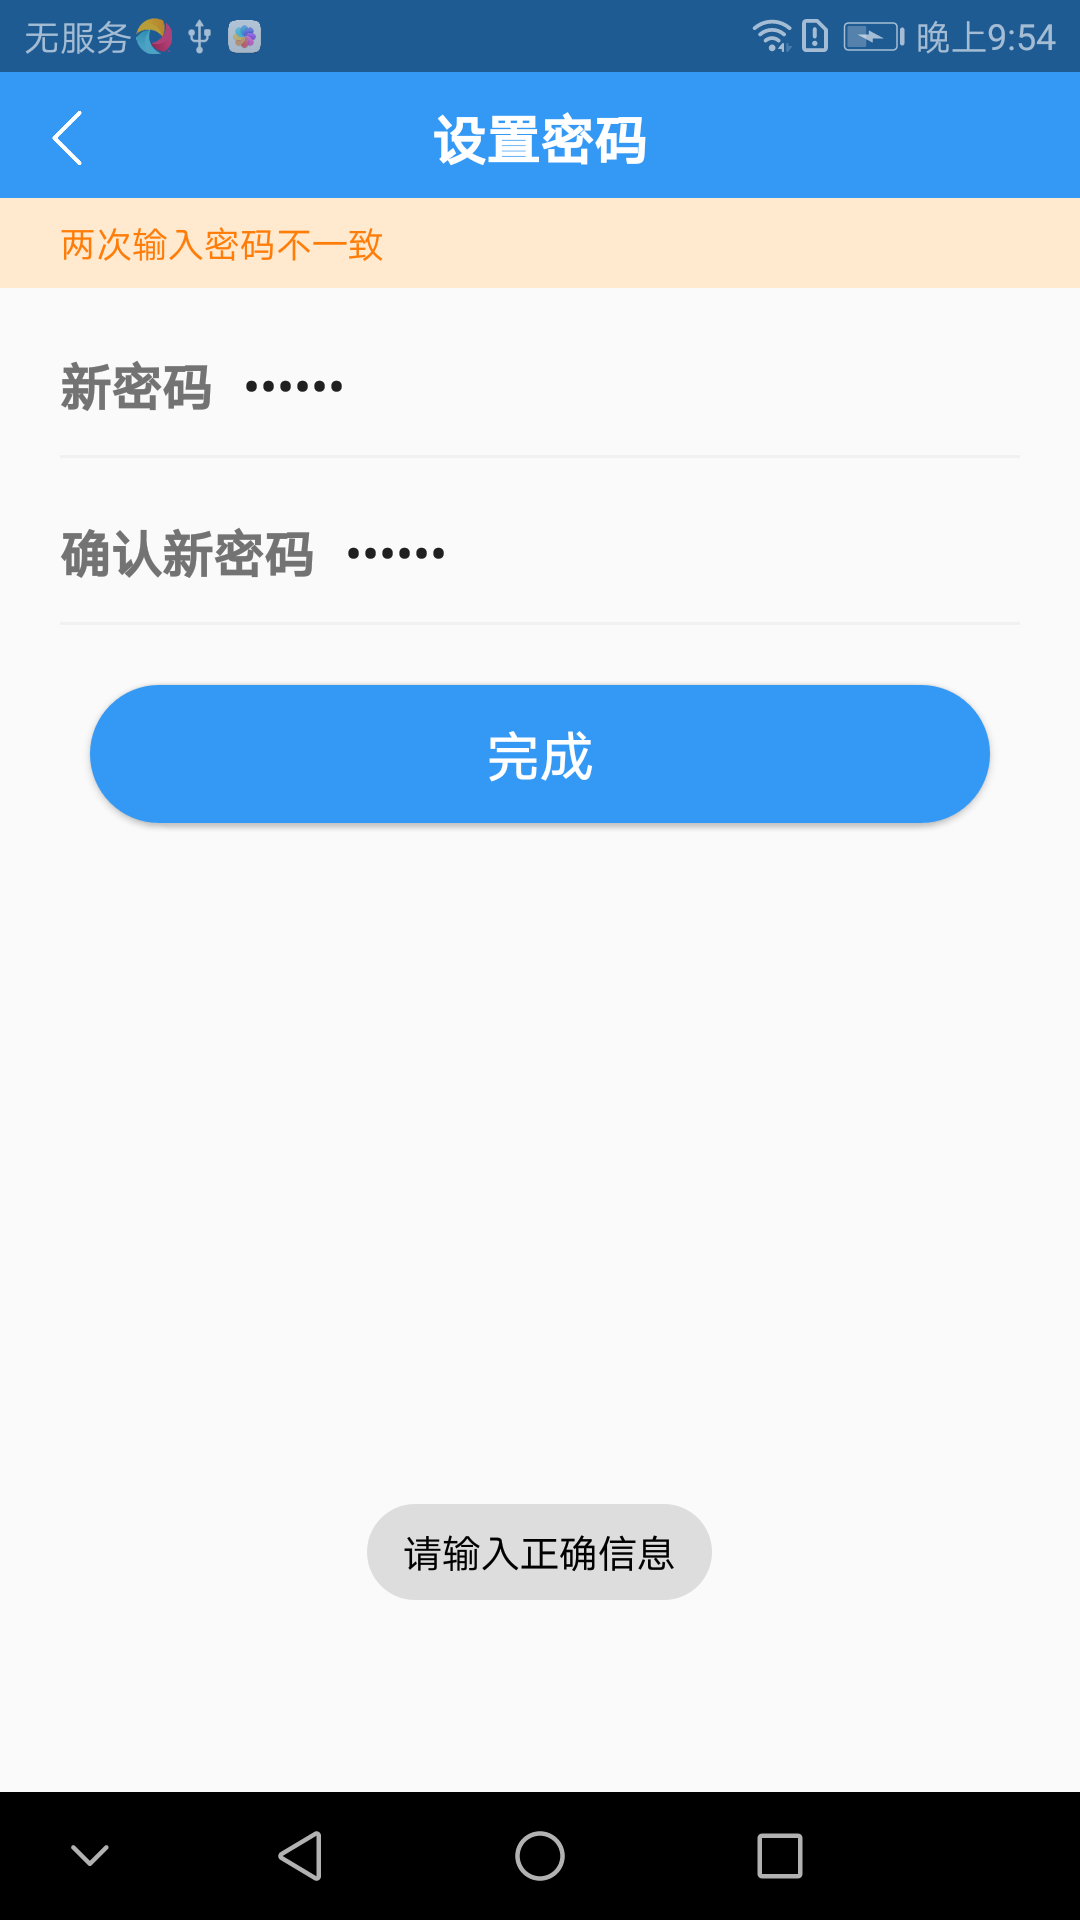 无服务 晚上9:54
设置密码
两次输入密码不一致
新密码 ••••••
确认新密码 ••••••
完成
请输入正确信息